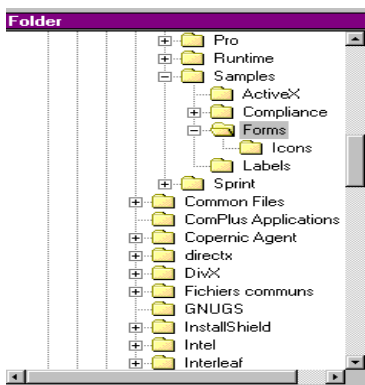 Folder
Pro
Runtime
Samples
ActiveX
Compliance
Forms
Icons
Labels
Sprint
Common Files
ComPlus Applications
Copernic Agent
directx
DivX
Fichiers communs
GNUGS
InstallShield
Intel
Interleaf